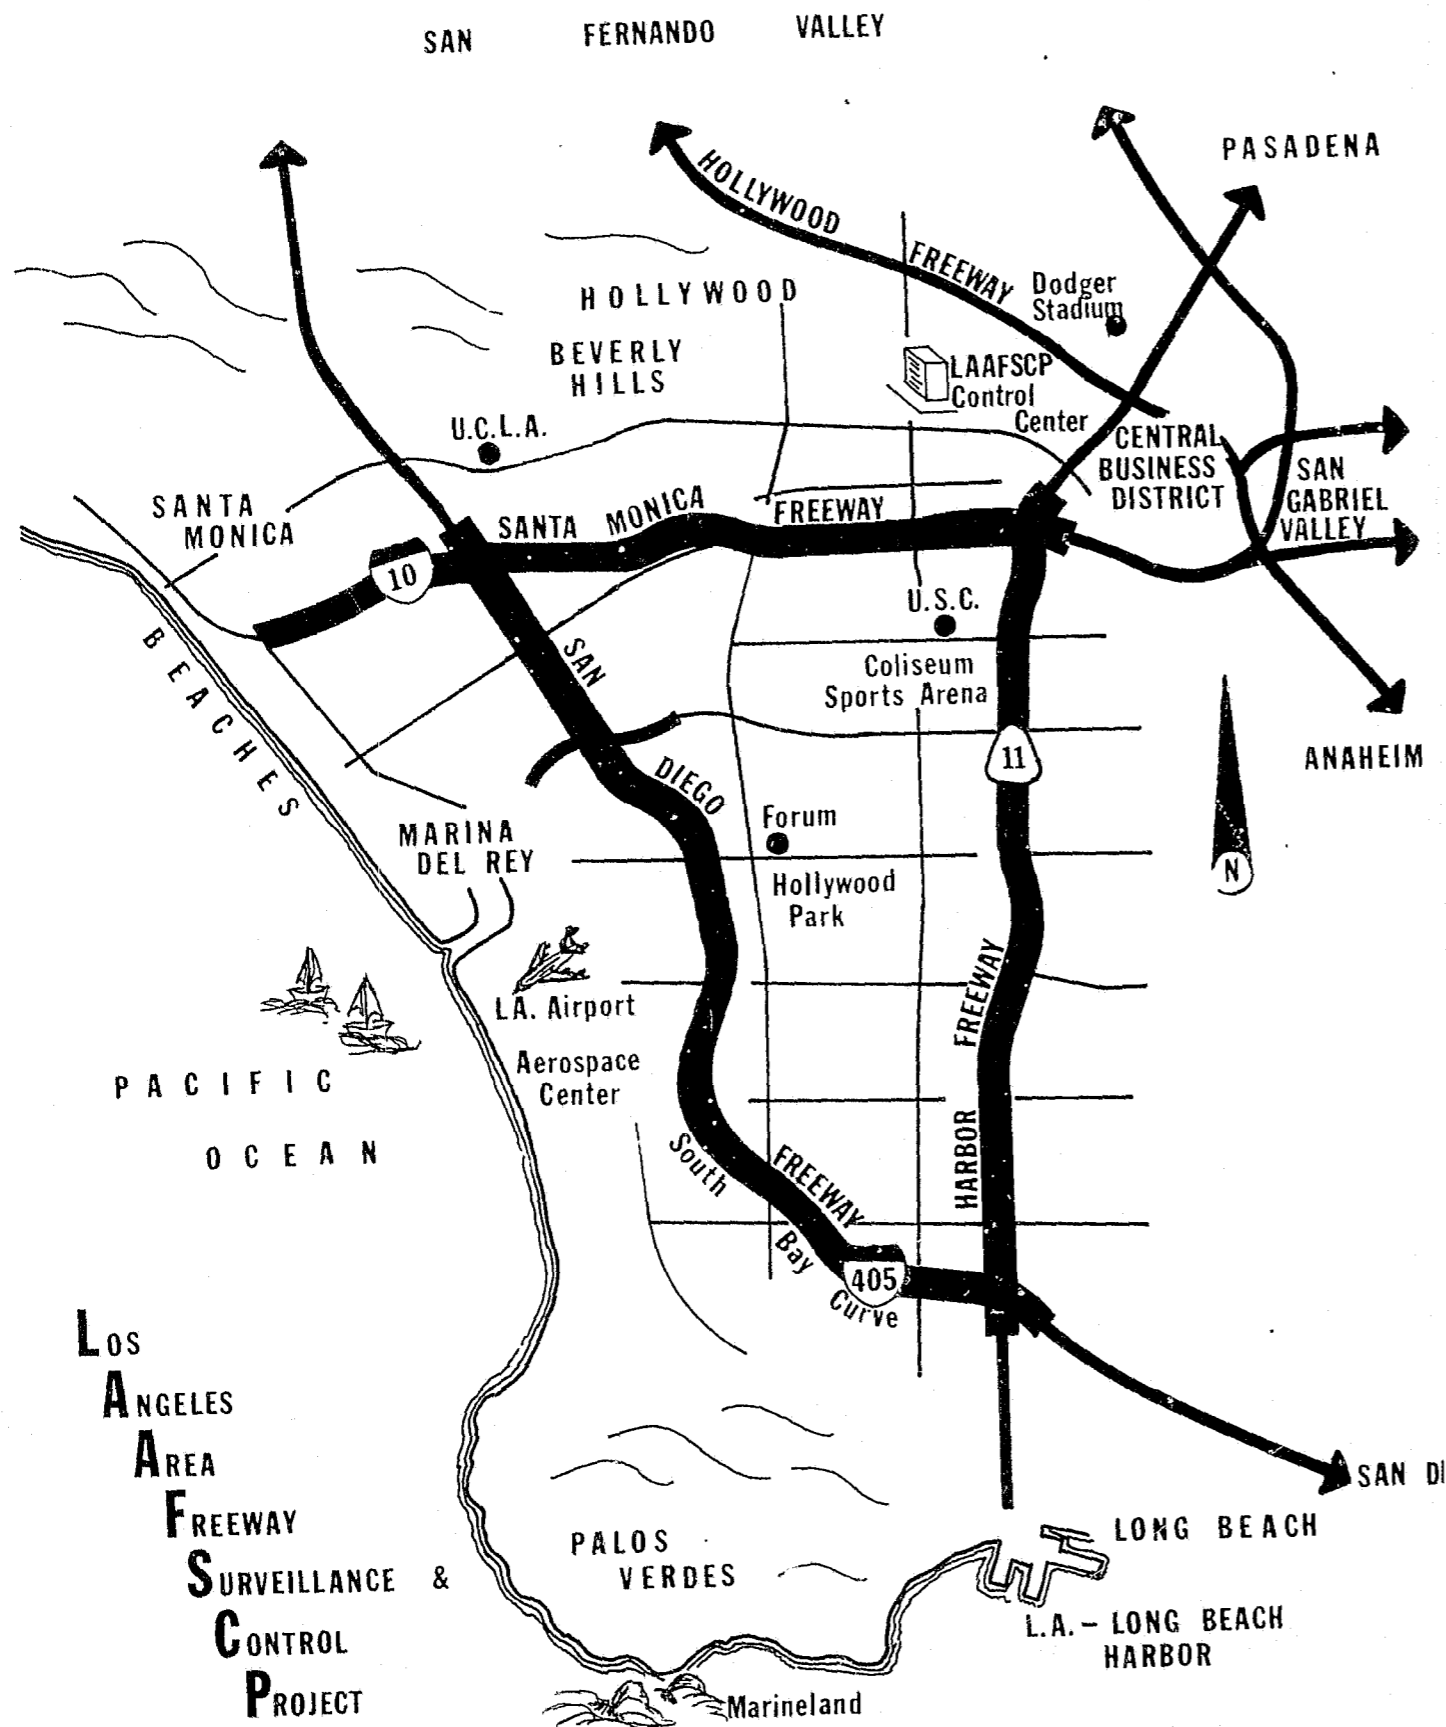 SAN FERNANDO VALLEY
PASADENA
HOLLYWOOD FREEWAY
Dodger
Stadium
HOLLYWOOD
BEVERLY
HILLS
LAAFSCP
Control
Center
U.C.L.A.
CENTRAL
BUSINESS
DISTRICT
SAN
GABRIEL
VALLEY
SANTA
MONICA
SANTA MONICA FREEWAY
10
U.S.C.
Coliseum
Sports Arena
BEACHES
SAN DIEGO FREEWAY
11
ANAHEIM
Forum
MARINA
DEL REY
Hollywood
Park
N
L.A. Airport
Aerospace
Center
HARBOR FREEWAY
PACIFIC
OCEAN
South Bay Curve
405
LOS
ANGELES
AREA
FREEWAY
SURVEILLANCE &
CONTROL
PROJECT
SAN DI
LONG BEACH
PALOS
VERDES
L.A. - LONG BEACH
HARBOR
Marineland